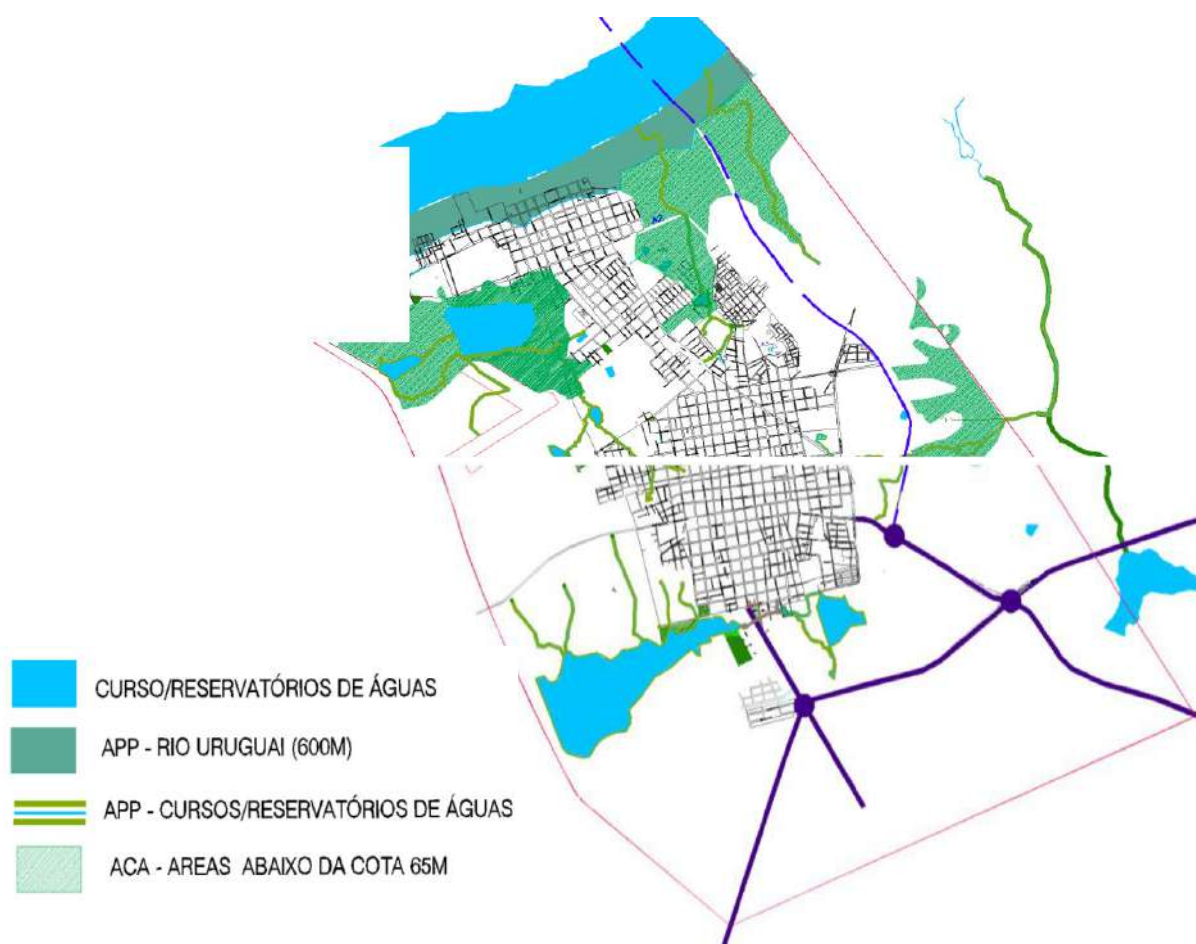 A2
CURSO/RESERVATÓRIOS DE ÁGUAS
APP - RIO URUGUAI (600M)
APP - CURSOS/RESERVATÓRIOS DE ÁGUAS
ACA - AREAS ABAIXO DA COTA 65M